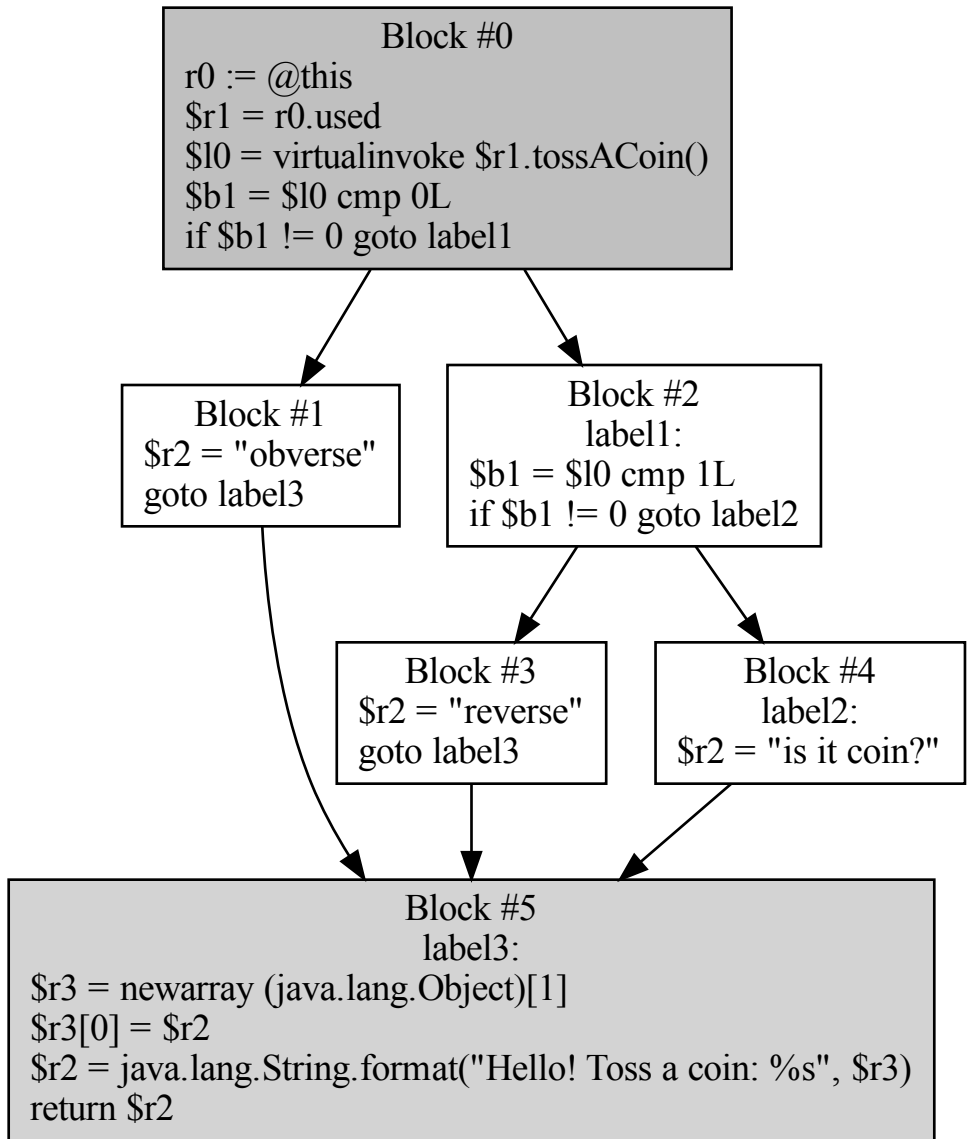 Block #0
r0 := @this
$r1 = r0.used
$l0 = virtualinvoke $r1.tossACoin()
$b1 = $l0 cmp 0L
if $b1 != 0 goto label1
Block #1
$r2 = "obverse"
goto label3
Block #2
label1:
$b1 = $l0 cmp 1L
if $b1 != 0 goto label2
Block #3
$r2 = "reverse"
goto label3
Block #4
label2:
$r2 = "is it coin?"
Block #5
label3:
$r3 = newarray (java.lang.Object)[1]
$r3[0] = $r2
$r2 = java.lang.String.format("Hello! Toss a coin: %s", $r3)
return $r2